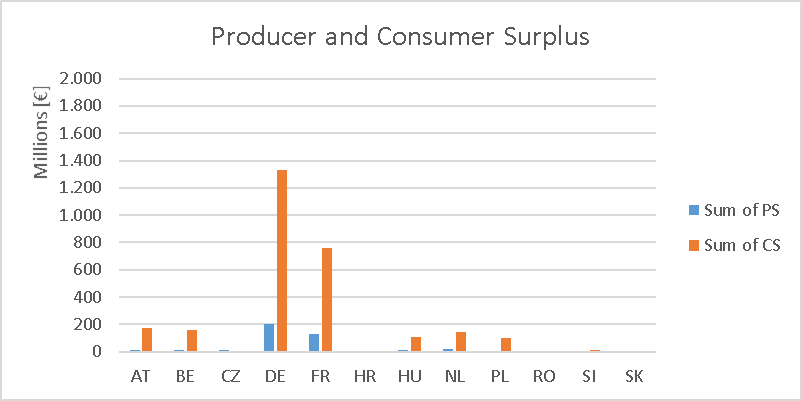 Producer and Consumer Surplus
Millions [€]
2.000
1.800
1.600
1.400
1.200
1.000
800
600
400
200
0
AT BE CZ DE FR HR HU NL PL RO SI SK
Sum of PS
Sum of CS